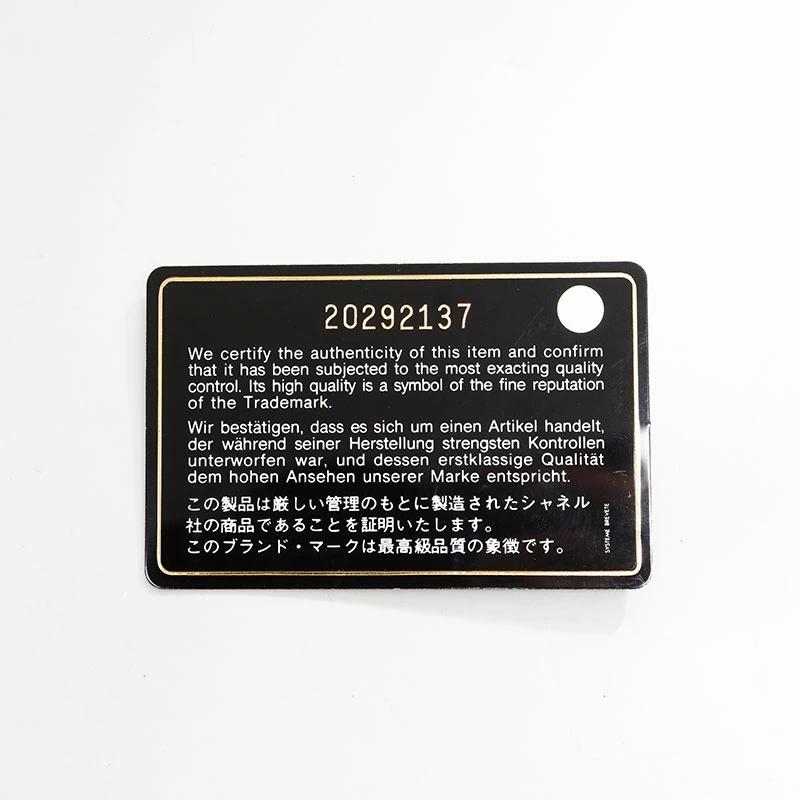 20292137
We certify the authenticity of this item and confirm
that it has been subjected to the most exacting quality
control. Its high quality is a symbol of the fine reputation
of the Trademark.
Wir bestätigen, dass es sich um einen Artikel handelt,
der während seiner Herstellung strengsten Kontrollen
unterworfen war, und dessen erstklassige Qualität
dem hohen Ansehen unserer Marke entspricht.
この製品は厳しい管理のもとに製造されたシャネル
社の商品であることを証明いたします。
このブランド・マークは最高級品質の象徴です。
SYSTEME BREVETE